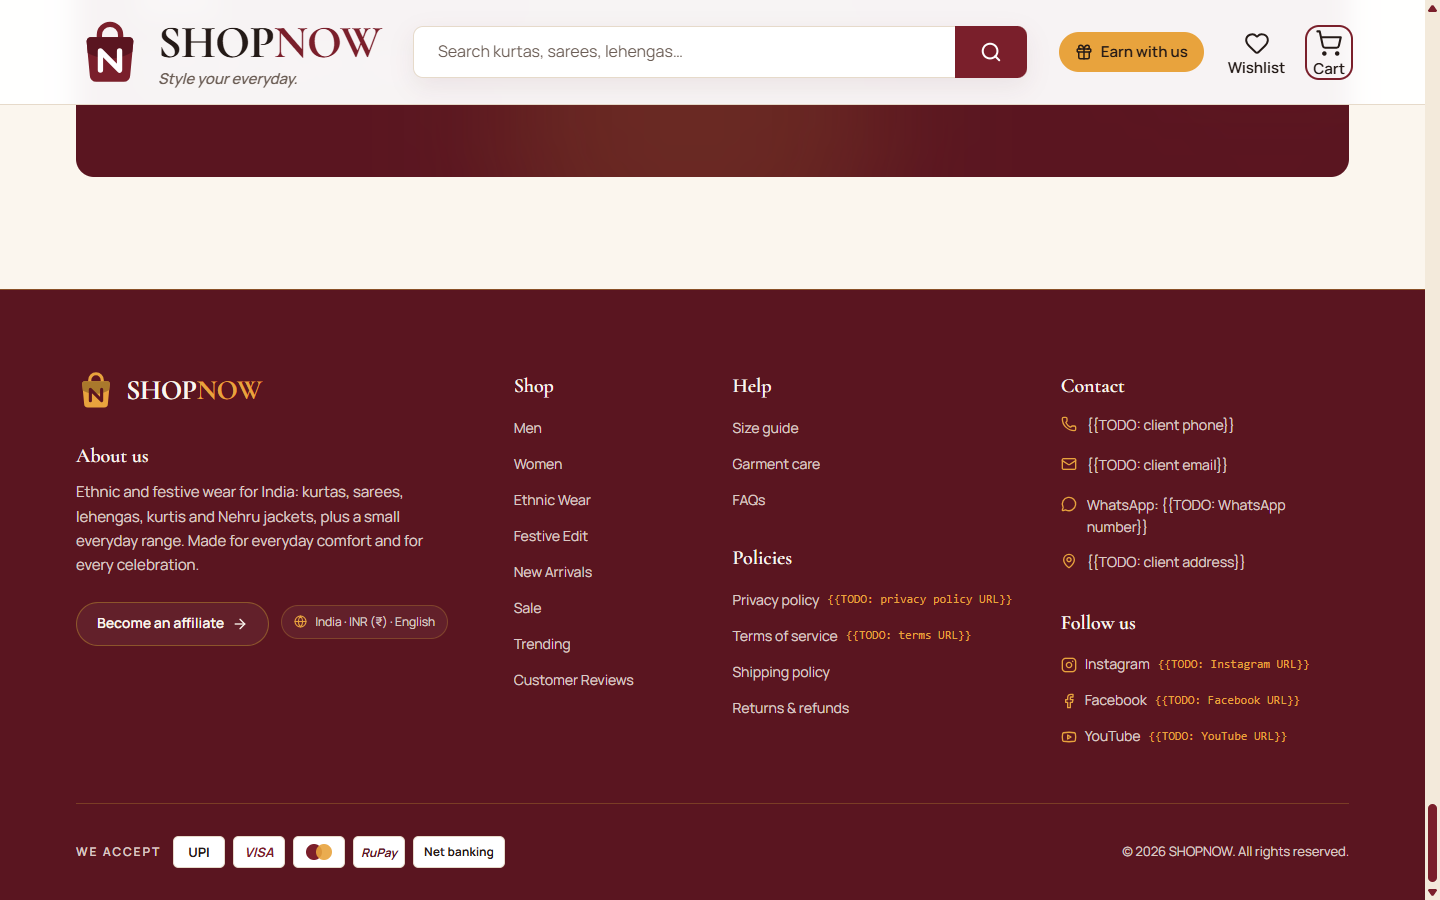 SHOPNOW
Style your everyday.
Search kurtas, sarees, lehengas...
Earn with us
Wishlist
Cart
SHOPNOW
About us
Ethnic and festive wear for India: kurtas, sarees,
lehengas, kurtis and Nehru jackets, plus a small
everyday range. Made for everyday comfort and for
every celebration.
Become an affiliate →
India · INR (₹) · English
Shop
Men
Women
Ethnic Wear
Festive Edit
New Arrivals
Sale
Trending
Customer Reviews
Help
Size guide
Garment care
FAQs
Policies
Privacy policy {{TODO: privacy policy URL}}
Terms of service {{TODO: terms URL}}
Shipping policy
Returns & refunds
Contact
{{TODO: client phone}}
{{TODO: client email}}
WhatsApp: {{TODO: WhatsApp
number}}
{{TODO: client address}}
Follow us
Instagram {{TODO: Instagram URL}}
Facebook {{TODO: Facebook URL}}
YouTube {{TODO: YouTube URL}}
WE ACCEPT
UPI
VISA
RuPay
Net banking
© 2026 SHOPNOW. All rights reserved.